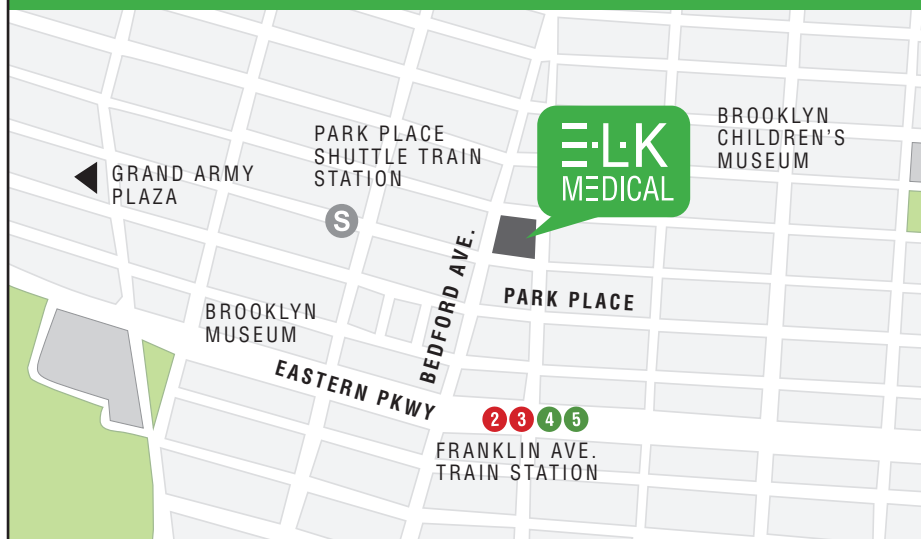 PARK PLACE
SHUTTLE TRAIN
STATION
S
GRAND ARMY
PLAZA
E·L·K
MEDICAL
BROOKLYN
CHILDREN'S
MUSEUM
BEDFORD AVE.
PARK PLACE
BROOKLYN
MUSEUM
EASTERN PKWY
2 3 4 5
FRANKLIN AVE.
TRAIN STATION